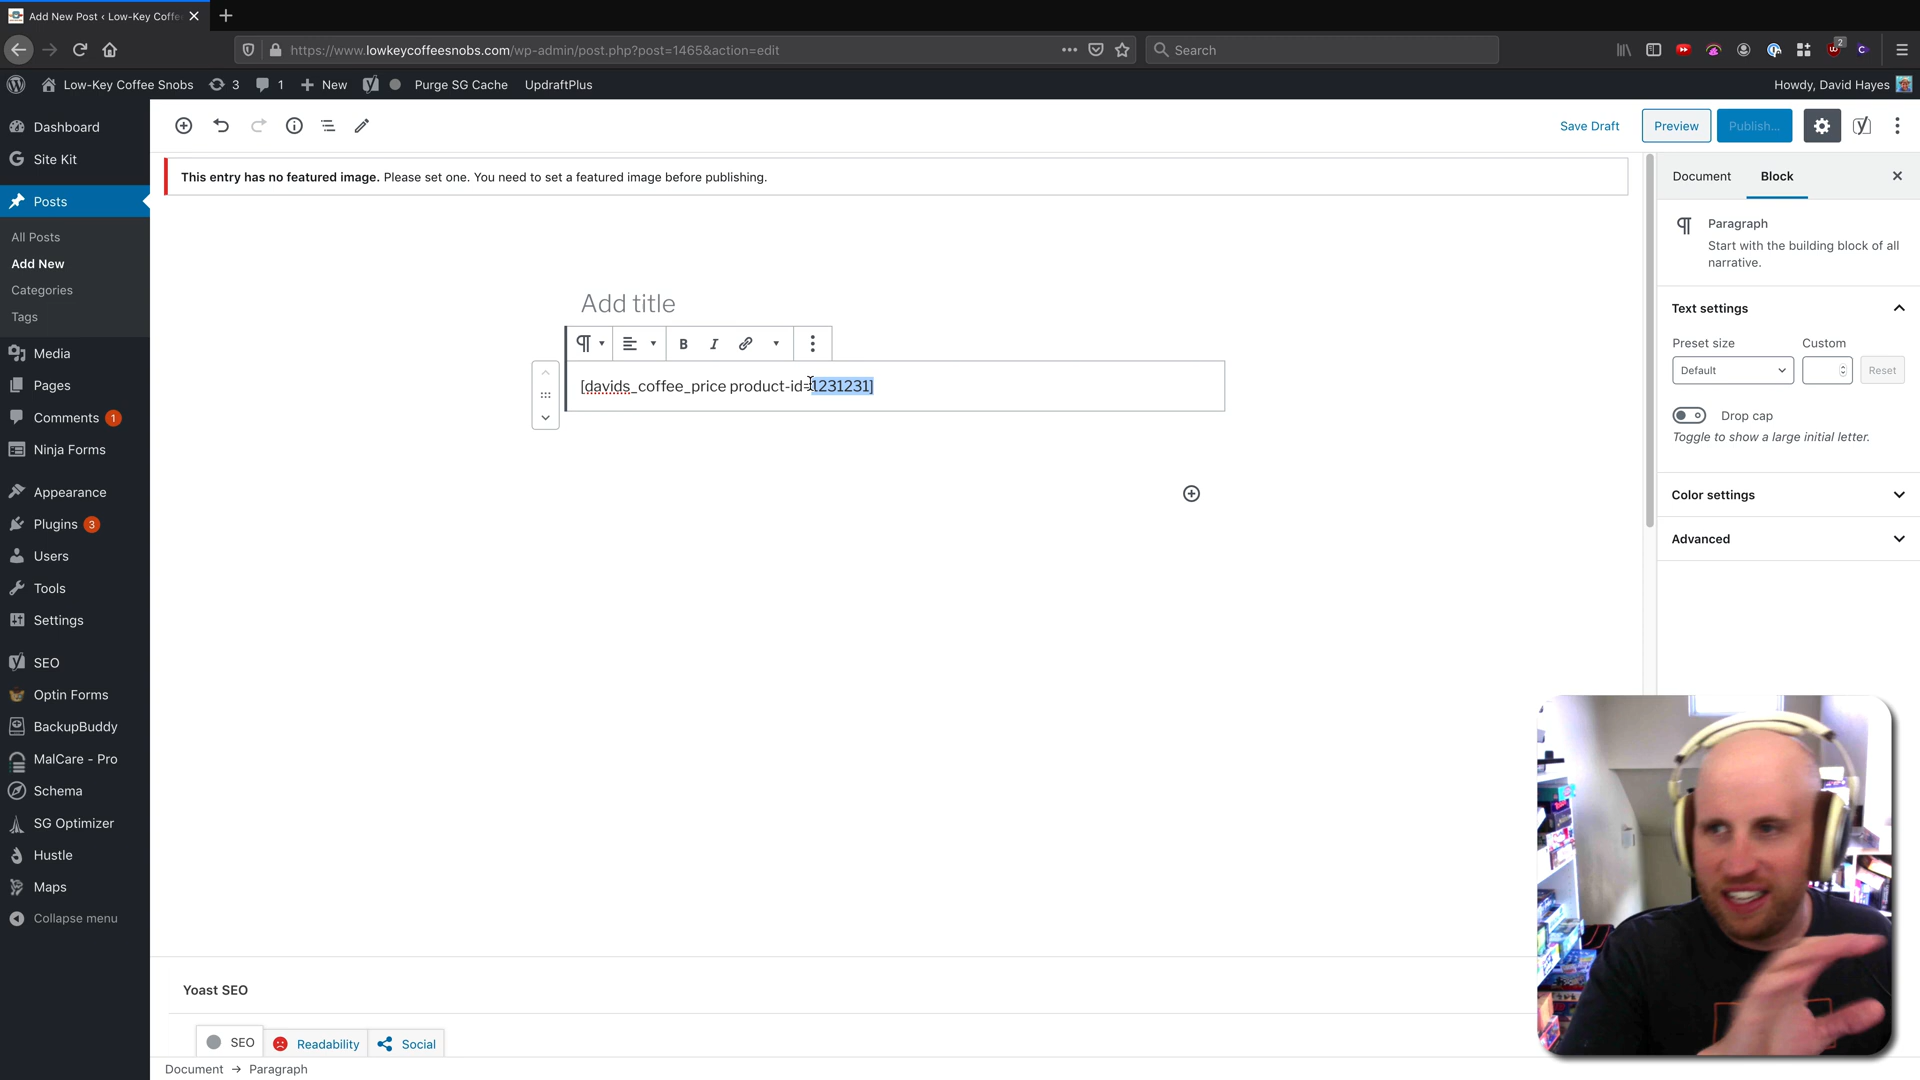 Add New Post ‹ Low-Key Coffe
https://www.lowkeycoffeesnobs.com/wp-admin/post.php?post=1465&action=edit
Search
2
Low-Key Coffee Snobs
3
1
New
Purge SG Cache
UpdraftPlus
Howdy, David Hayes
Dashboard
Site Kit
Posts
All Posts
Add New
Categories
Tags
Media
Pages
Comments 1
Ninja Forms
Appearance
Plugins 3
Users
Tools
Settings
SEO
Optin Forms
BackupBuddy
MalCare - Pro
Schema
SG Optimizer
Hustle
Maps
Collapse menu
Save Draft
Preview
Publish...
This entry has no featured image. Please set one. You need to set a featured image before publishing.
Add title
B I
[davids_coffee_price product-id=1231231]
Document
Block
Paragraph
Start with the building block of all
narrative.
Text settings
Preset size
Custom
Default
Reset
Drop cap
Toggle to show a large initial letter.
Color settings
Advanced
Yoast SEO
SEO
Readability
Social
Document → Paragraph